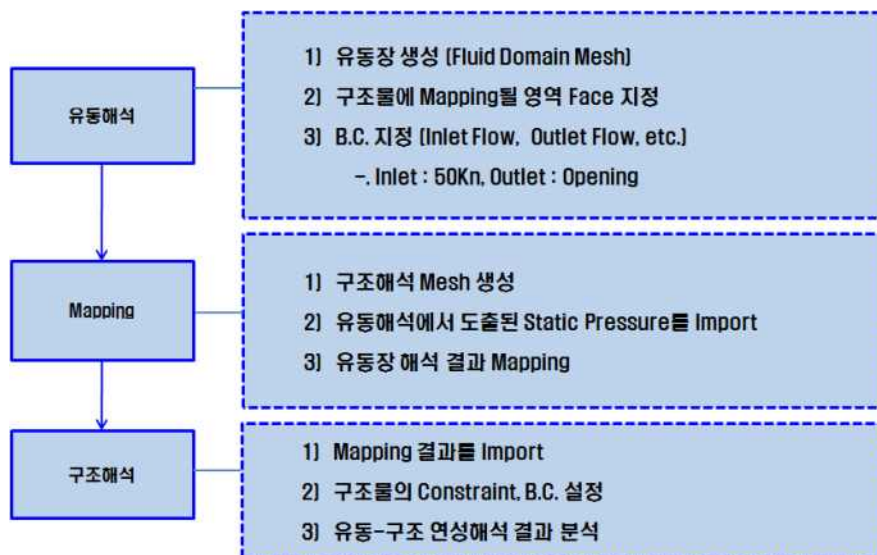 유동해석
1) 유동장 생성 (Fluid Domain Mesh)
2) 구조물에 Mapping될 영역 Face 지정
3) B.C. 지정 (Inlet Flow, Outlet Flow, etc.)
-. Inlet : 50Kn, Outlet : Opening
Mapping
1) 구조해석 Mesh 생성
2) 유동해석에서 도출된 Static Pressure를 Import
3) 유동장 해석 결과 Mapping
구조해석
1) Mapping 결과를 Import
2) 구조물의 Constraint, B.C. 설정
3) 유동-구조 연성해석 결과 분석